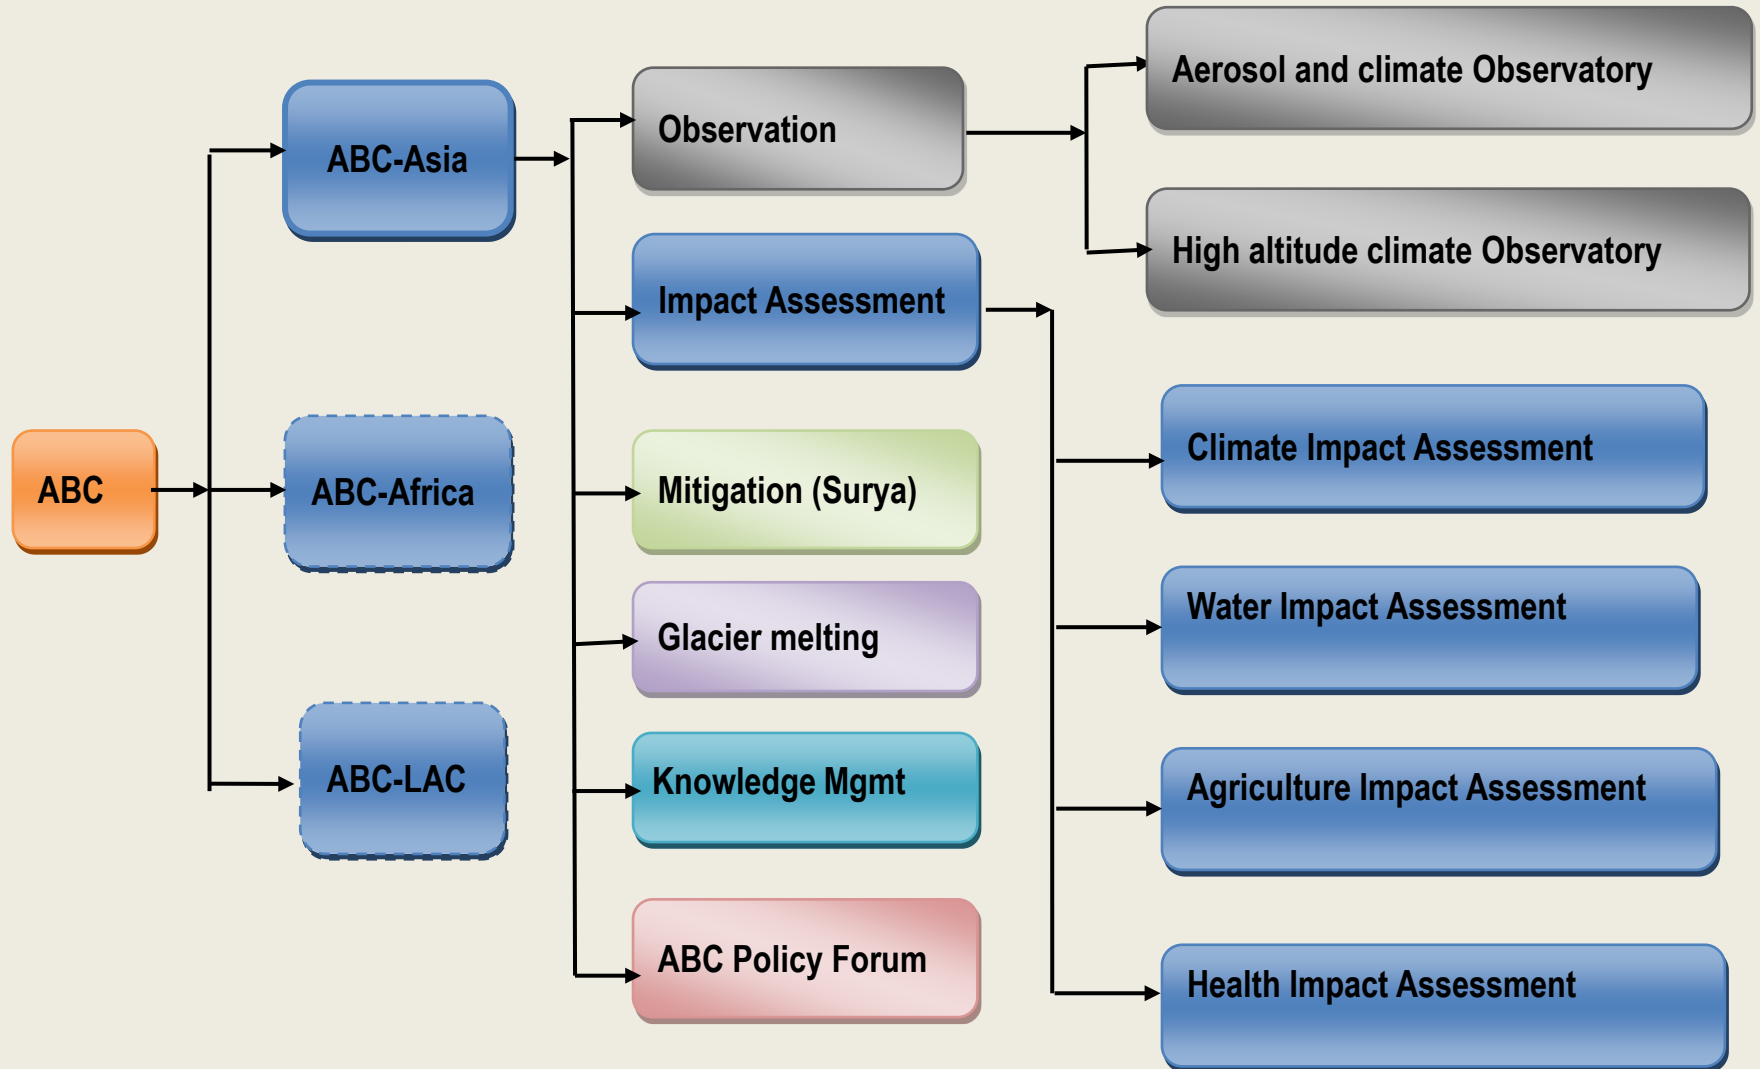 ABC
ABC-Asia
ABC-Africa
ABC-LAC
Observation
Impact Assessment
Mitigation (Surya)
Glacier melting
Knowledge Mgmt
ABC Policy Forum
Aerosol and climate Observatory
High altitude climate Observatory
Climate Impact Assessment
Water Impact Assessment
Agriculture Impact Assessment
Health Impact Assessment